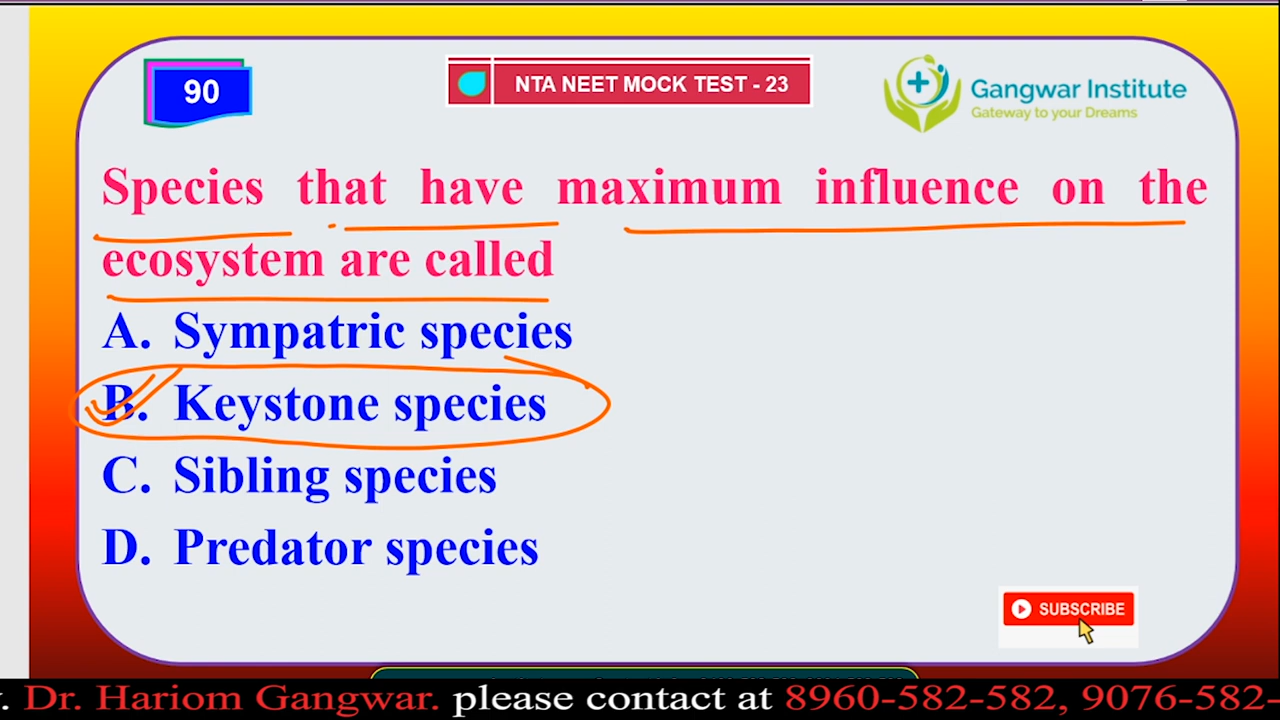 90
NTA NEET MOCK TEST - 23
Gangwar Institute
Gateway to your Dreams
Species that have maximum influence on the
ecosystem are called
A. Sympatric species
B. Keystone species
C. Sibling species
D. Predator species
SUBSCRIBE
. Dr. Hariom Gangwar. please contact at 8960-582-582, 9076-582-